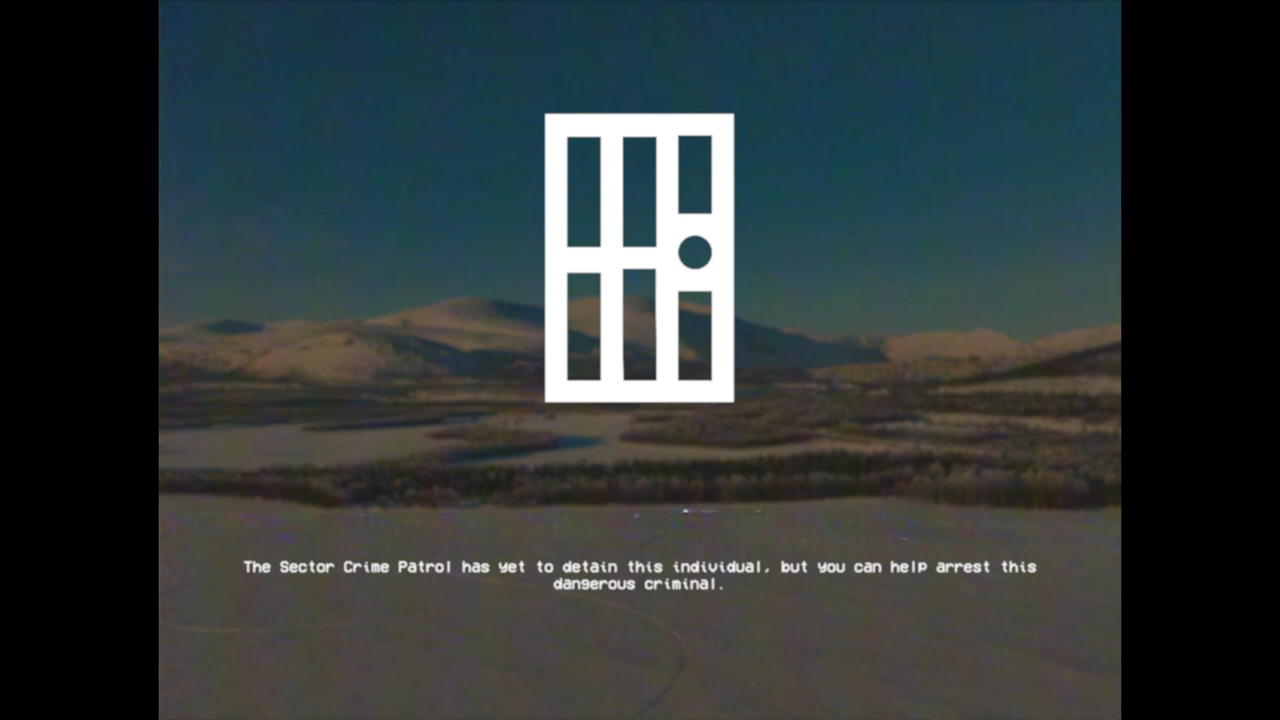 The Sector Crime Patrol has yet to detain this individual, but you can help arrest this
dangerous criminal.